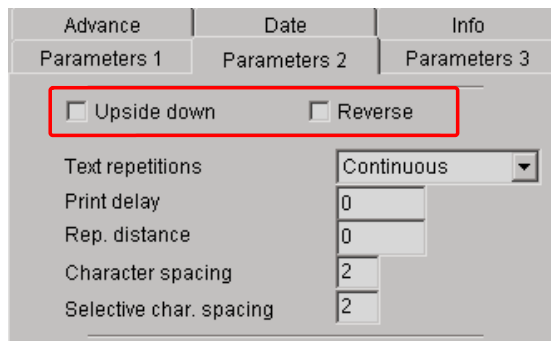 Advance Date Info
Parameters 1 Parameters 2 Parameters 3
Upside down Reverse
Text repetitions Continuous
Print delay 0
Rep. distance 0
Character spacing 2
Selective char. spacing 2